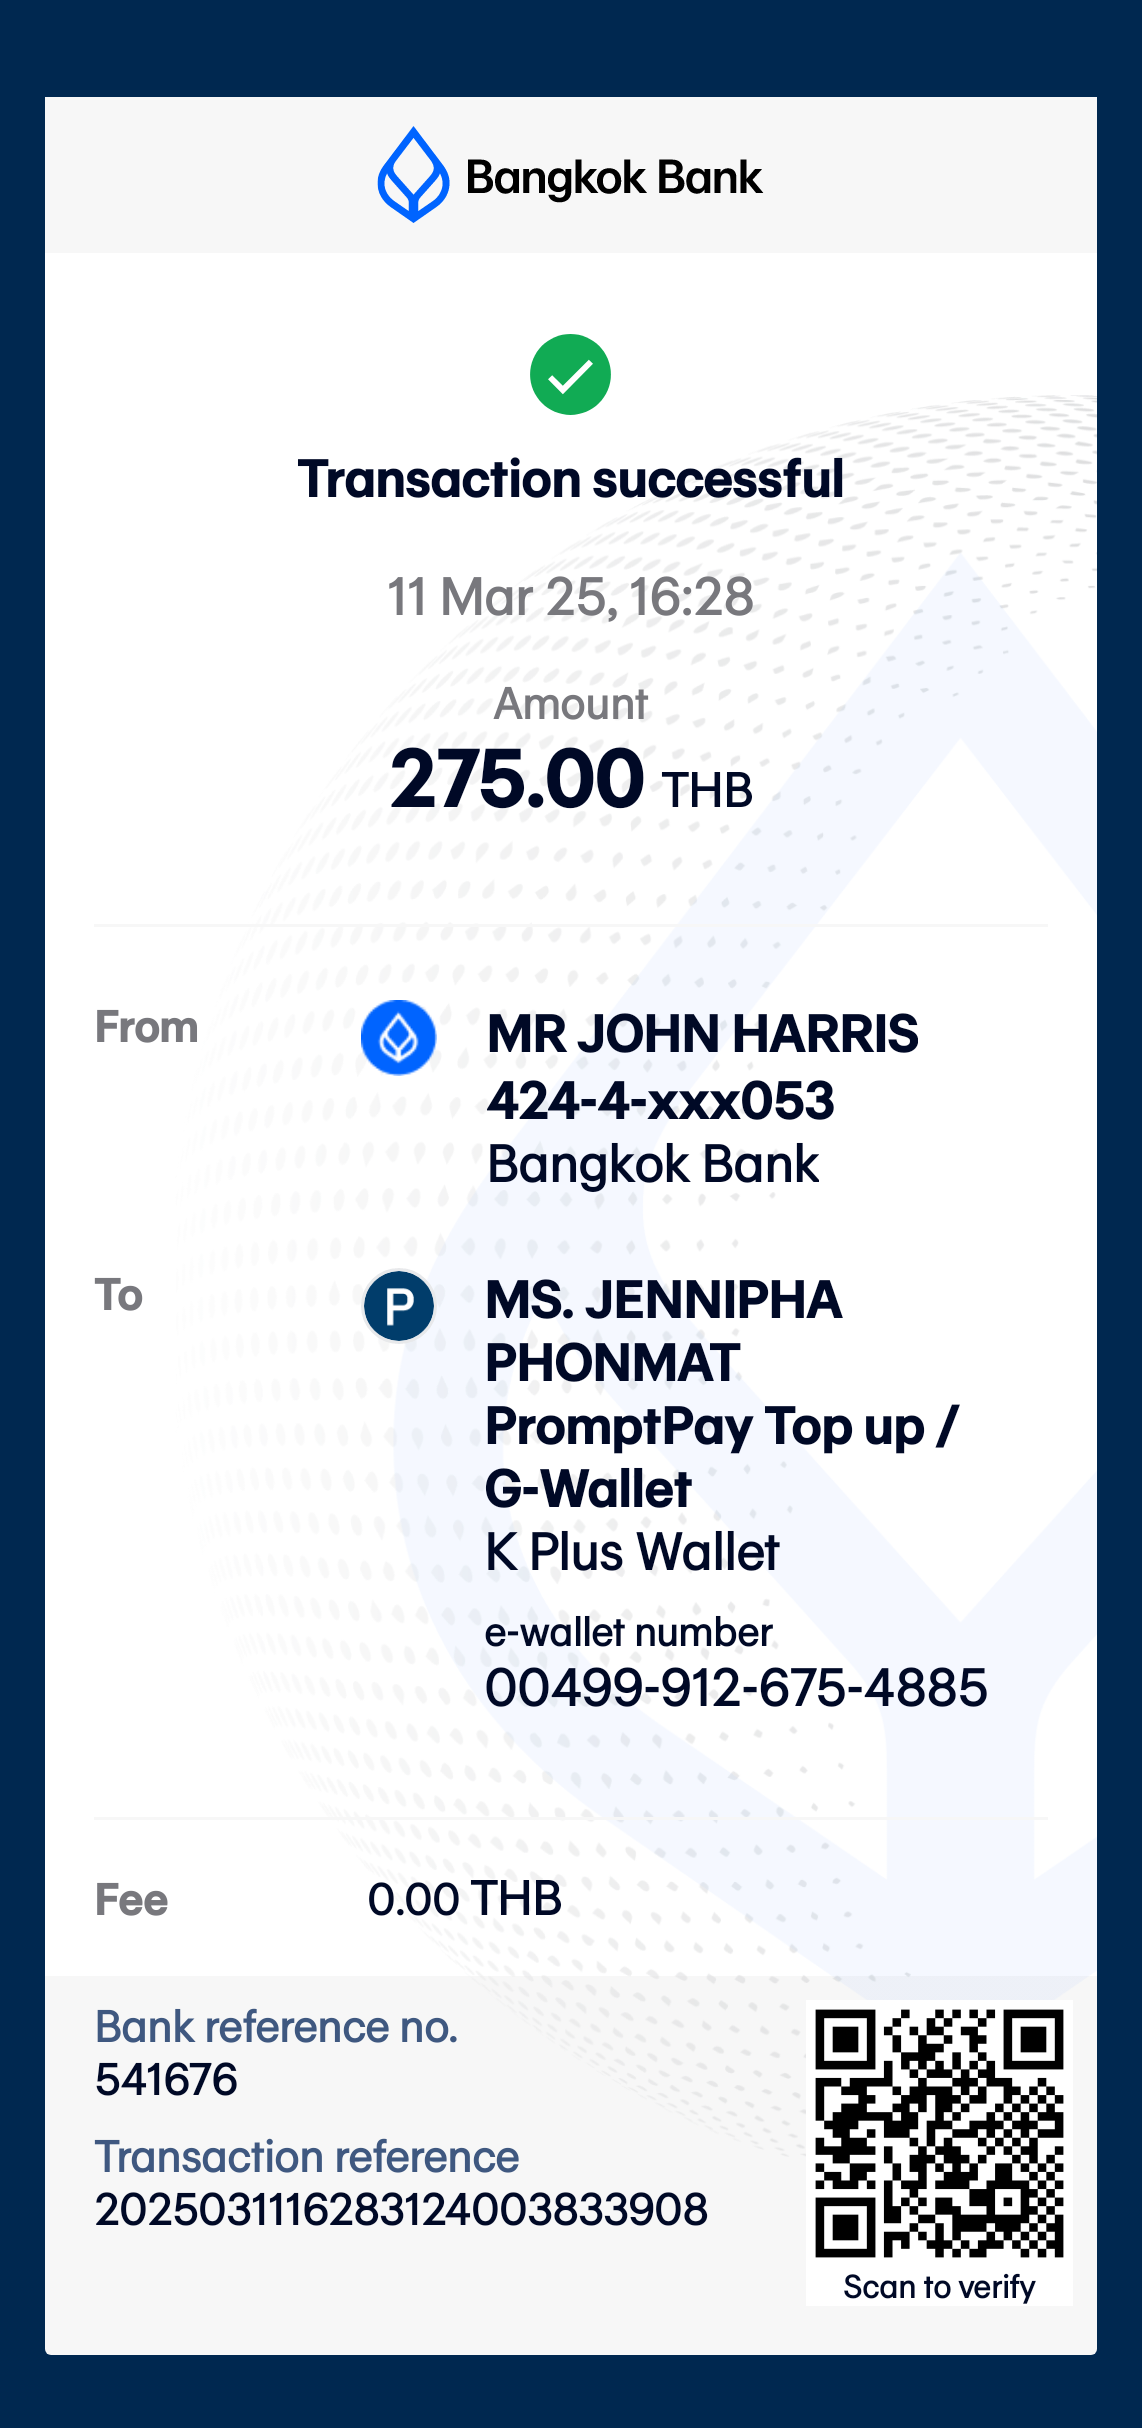 Bangkok Bank
Transaction successful
11 Mar 25, 16:28
Amount
275.00 THB
From
MR JOHN HARRIS
424-4-xxx053
Bangkok Bank
To
P
MS. JENNIPHA
PHONMAT
PromptPay Top up /
G-Wallet
K Plus Wallet
e-wallet number
00499-912-675-4885
Fee
0.00 THB
Bank reference no.
541676
Transaction reference
2025031116283124003833908
Scan to verify